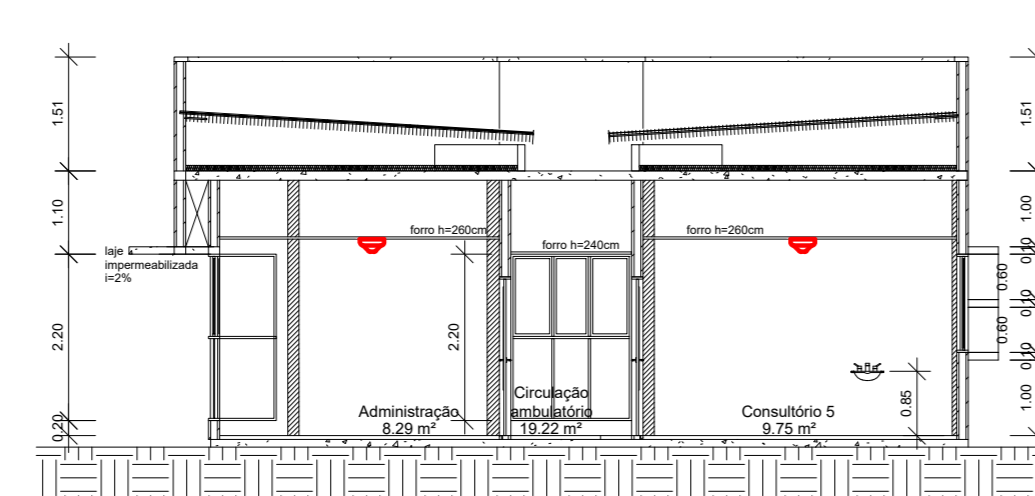 1.51
1.10
2.20
0.20
laje
impermeabilizada
i=2%
forro h=260cm
forro h=240cm
forro h=260cm
2.20
Administração
8.29 m²
Circulação
ambulatório
19.22 m²
Consultório 5
9.75 m²
0.85
1.51
1.00
0.10
0.60
0.10
0.60
0.10
1.00